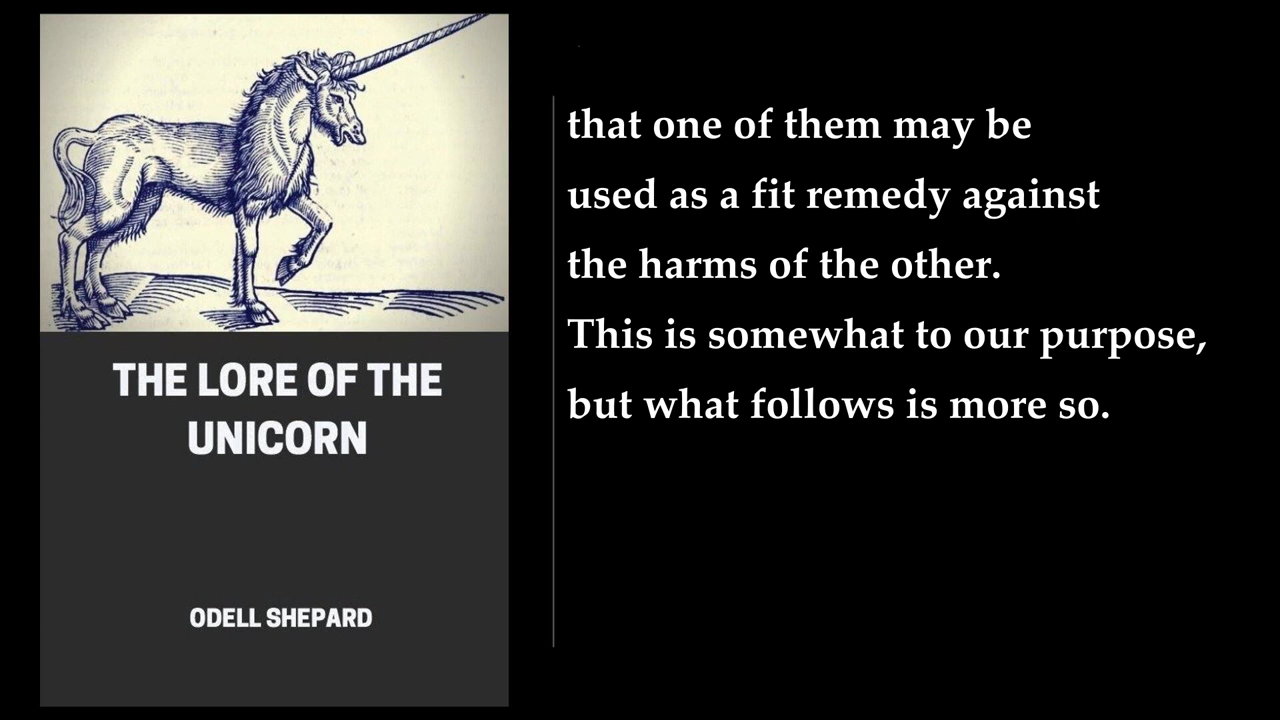 THE LORE OF THE
UNICORN
ODELL SHEPARD
that one of them may be
used as a fit remedy against
the harms of the other.
This is somewhat to our purpose,
but what follows is more so.